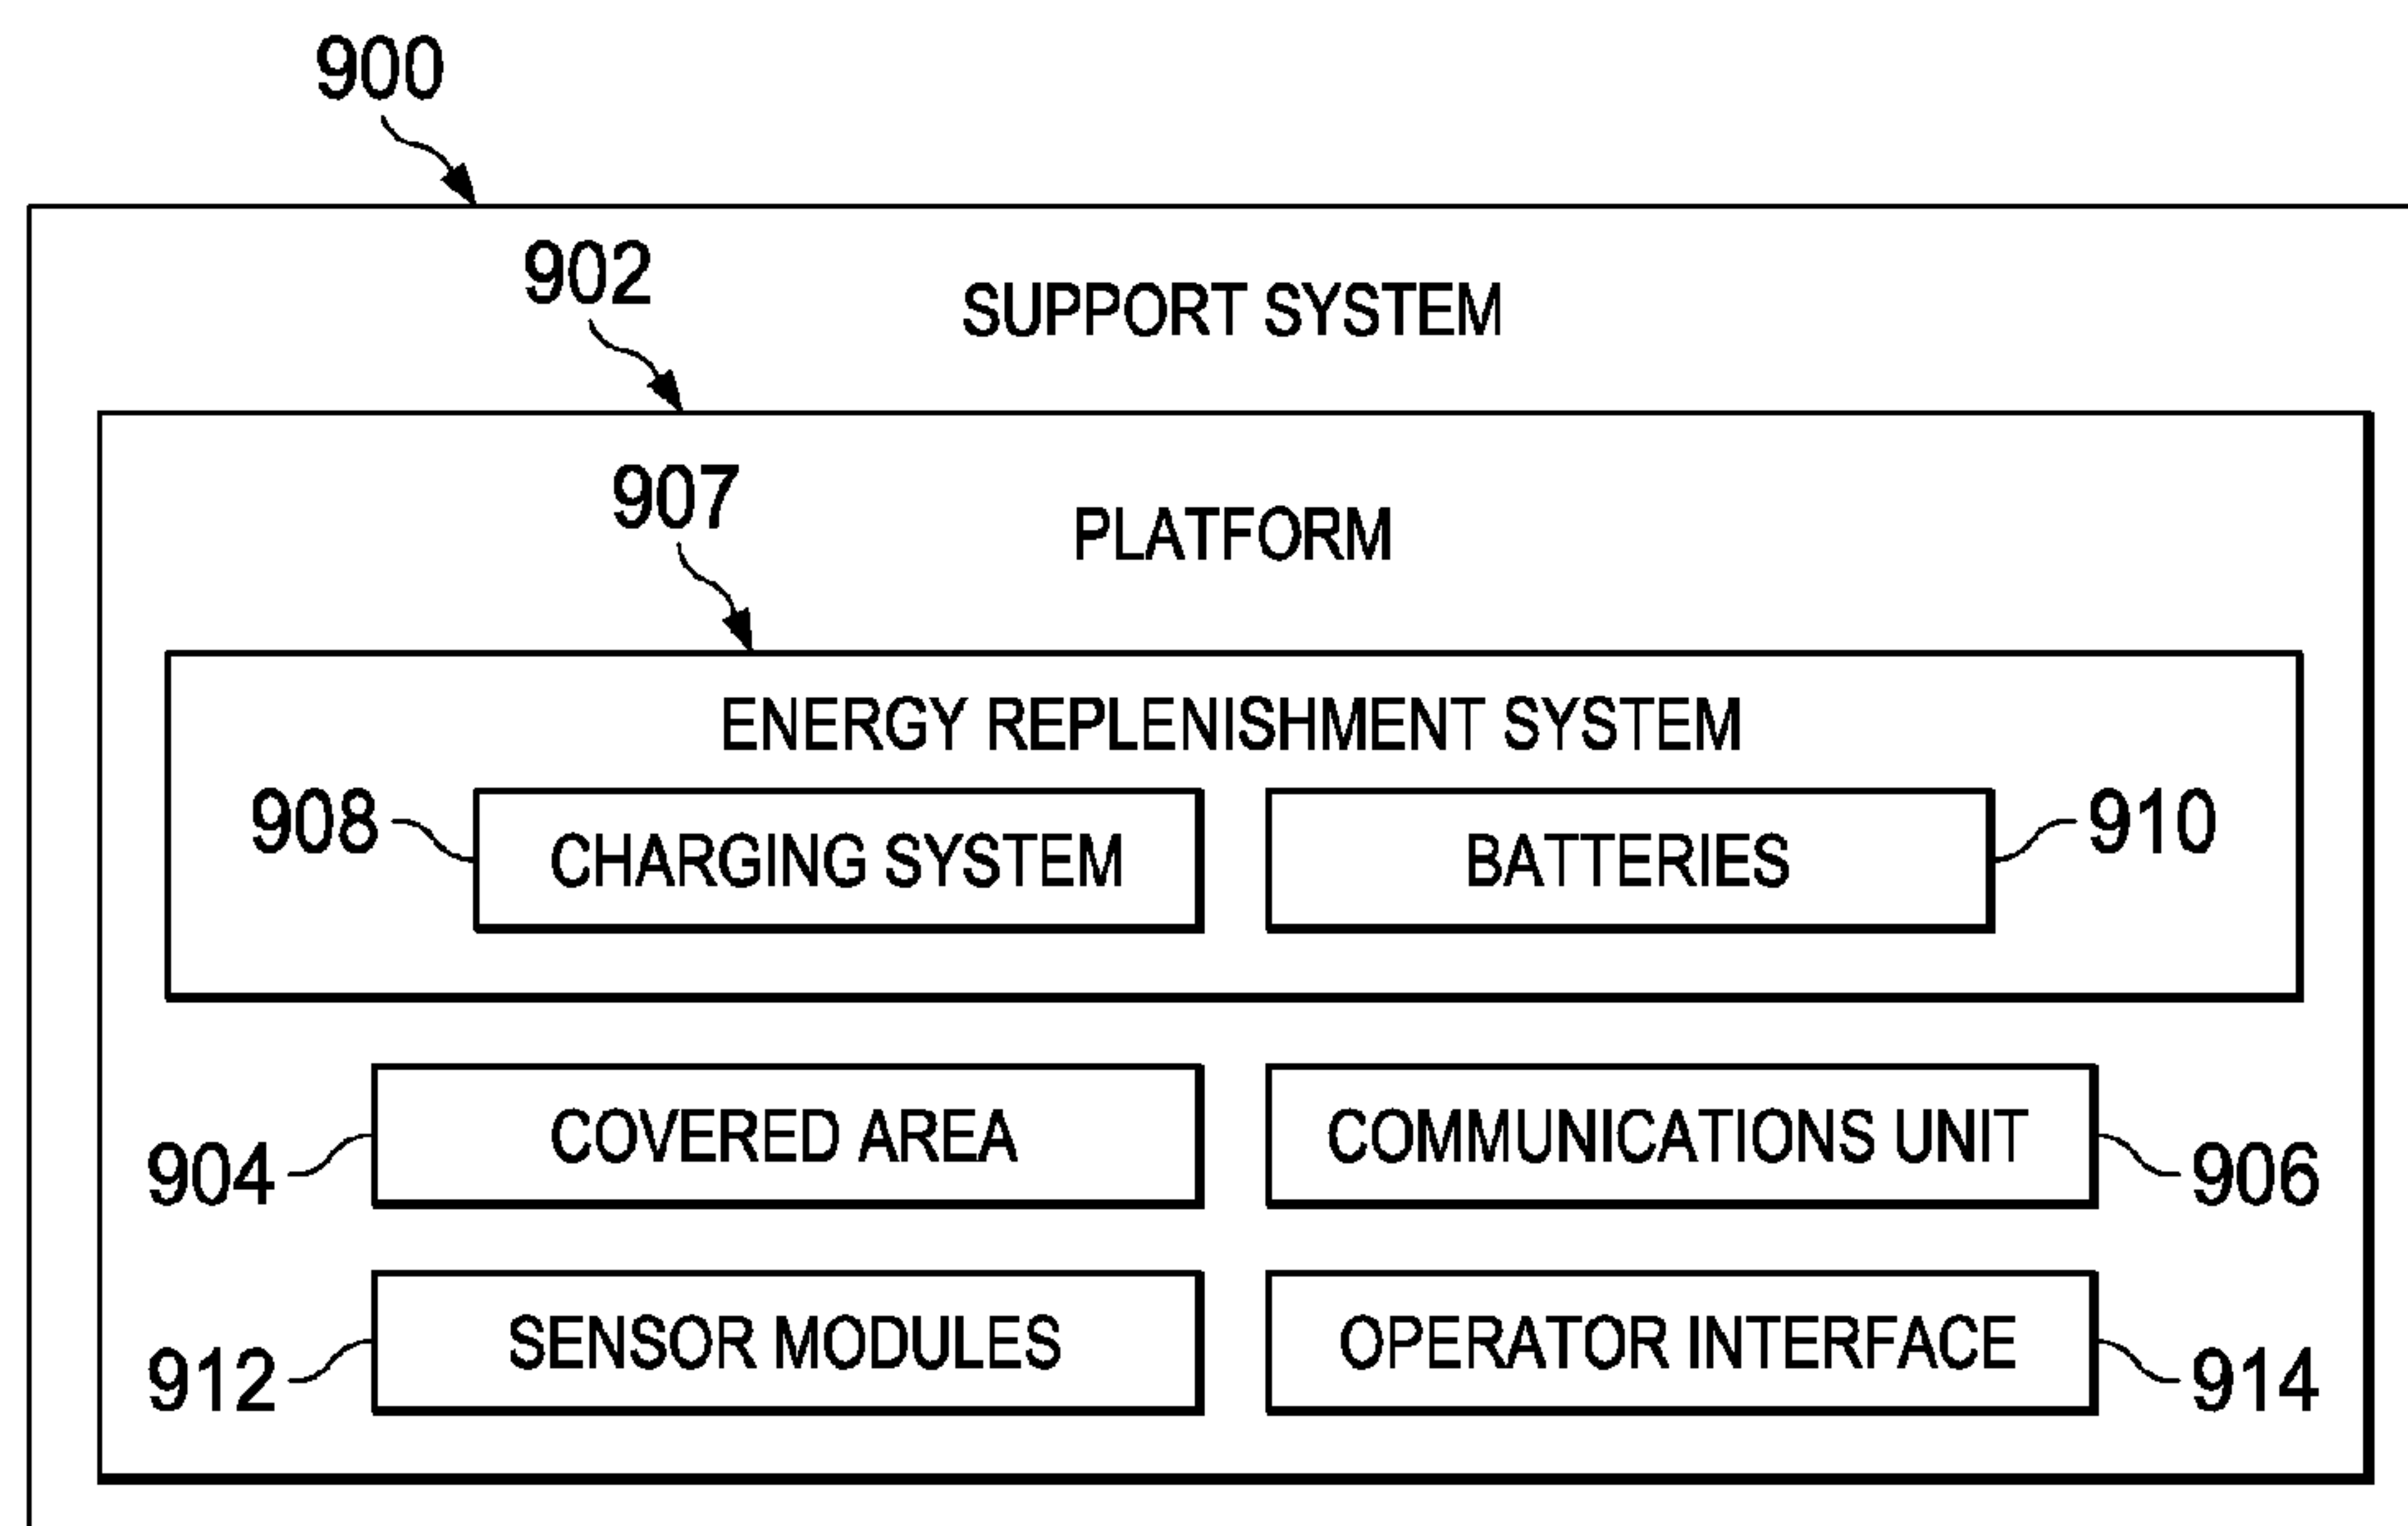 900
902
SUPPORT SYSTEM
907
PLATFORM
ENERGY REPLENISHMENT SYSTEM
908
CHARGING SYSTEM
BATTERIES
910
904
COVERED AREA
COMMUNICATIONS UNIT
906
912
SENSOR MODULES
OPERATOR INTERFACE
914